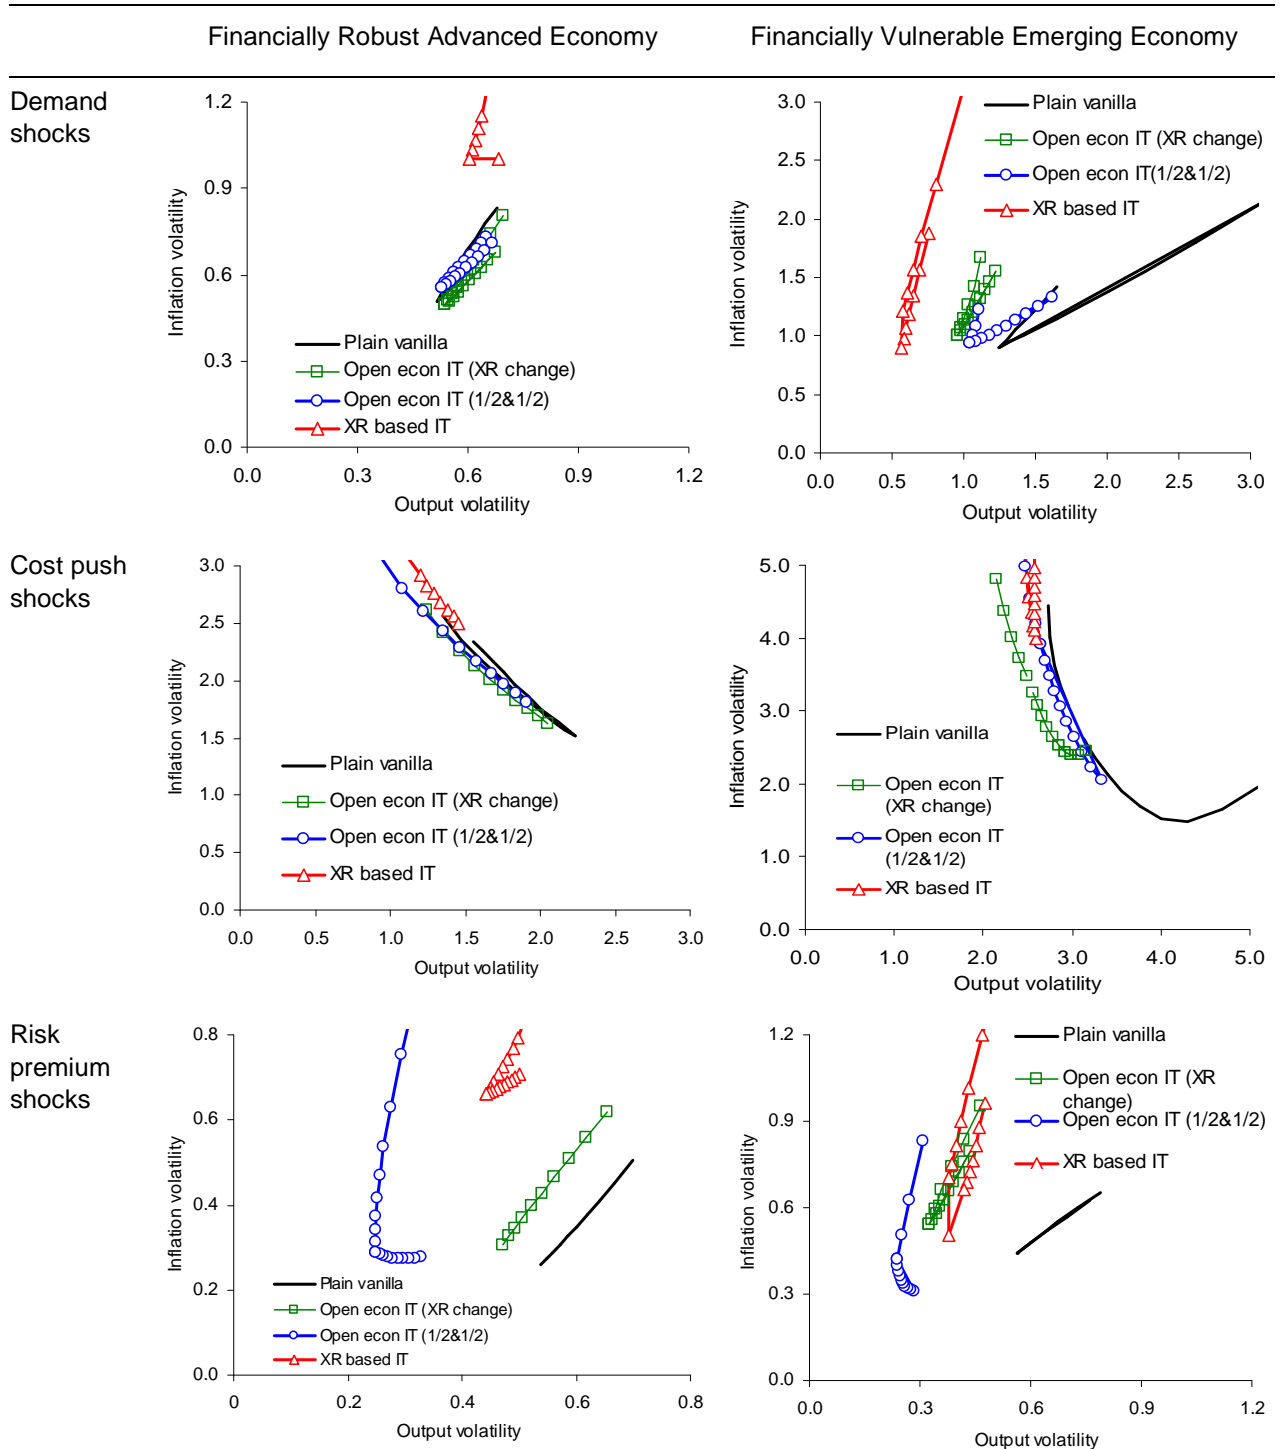 Financially Robust Advanced Economy
Financially Vulnerable Emerging Economy
Demand
shocks
1.2
0.9
0.6
0.3
0.0
Inflation volatility
Plain vanilla
Open econ IT (XR change)
Open econ IT (1/2&1/2)
XR based IT
0.0 0.3 0.6 0.9 1.2
Output volatility
3.0
2.5
2.0
1.5
1.0
0.5
0.0
Inflation volatility
Plain vanilla
Open econ IT (XR change)
Open econ IT(1/2&1/2)
XR based IT
0.0 0.5 1.0 1.5 2.0 2.5 3.0
Output volatility
Cost push
shocks
3.0
2.5
2.0
1.5
1.0
0.5
0.0
Inflation volatility
Plain vanilla
Open econ IT (XR change)
Open econ IT (1/2&1/2)
XR based IT
0.0 0.5 1.0 1.5 2.0 2.5 3.0
Output volatility
5.0
4.0
3.0
2.0
1.0
0.0
Inflation volatility
Plain vanilla
Open econ IT
(XR change)
Open econ IT
(1/2&1/2)
XR based IT
0.0 1.0 2.0 3.0 4.0 5.0
Output volatility
Risk
premium
shocks
0.8
0.6
0.4
0.2
0.0
Inflation volatility
Plain vanilla
Open econ IT (XR change)
Open econ IT (1/2&1/2)
XR based IT
0 0.2 0.4 0.6 0.8
Output volatility
1.2
0.9
0.6
0.3
0.0
Inflation volatility
Plain vanilla
Open econ IT (XR
change)
Open econ IT (1/2&1/2)
XR based IT
0.0 0.3 0.6 0.9 1.2
Output volatility